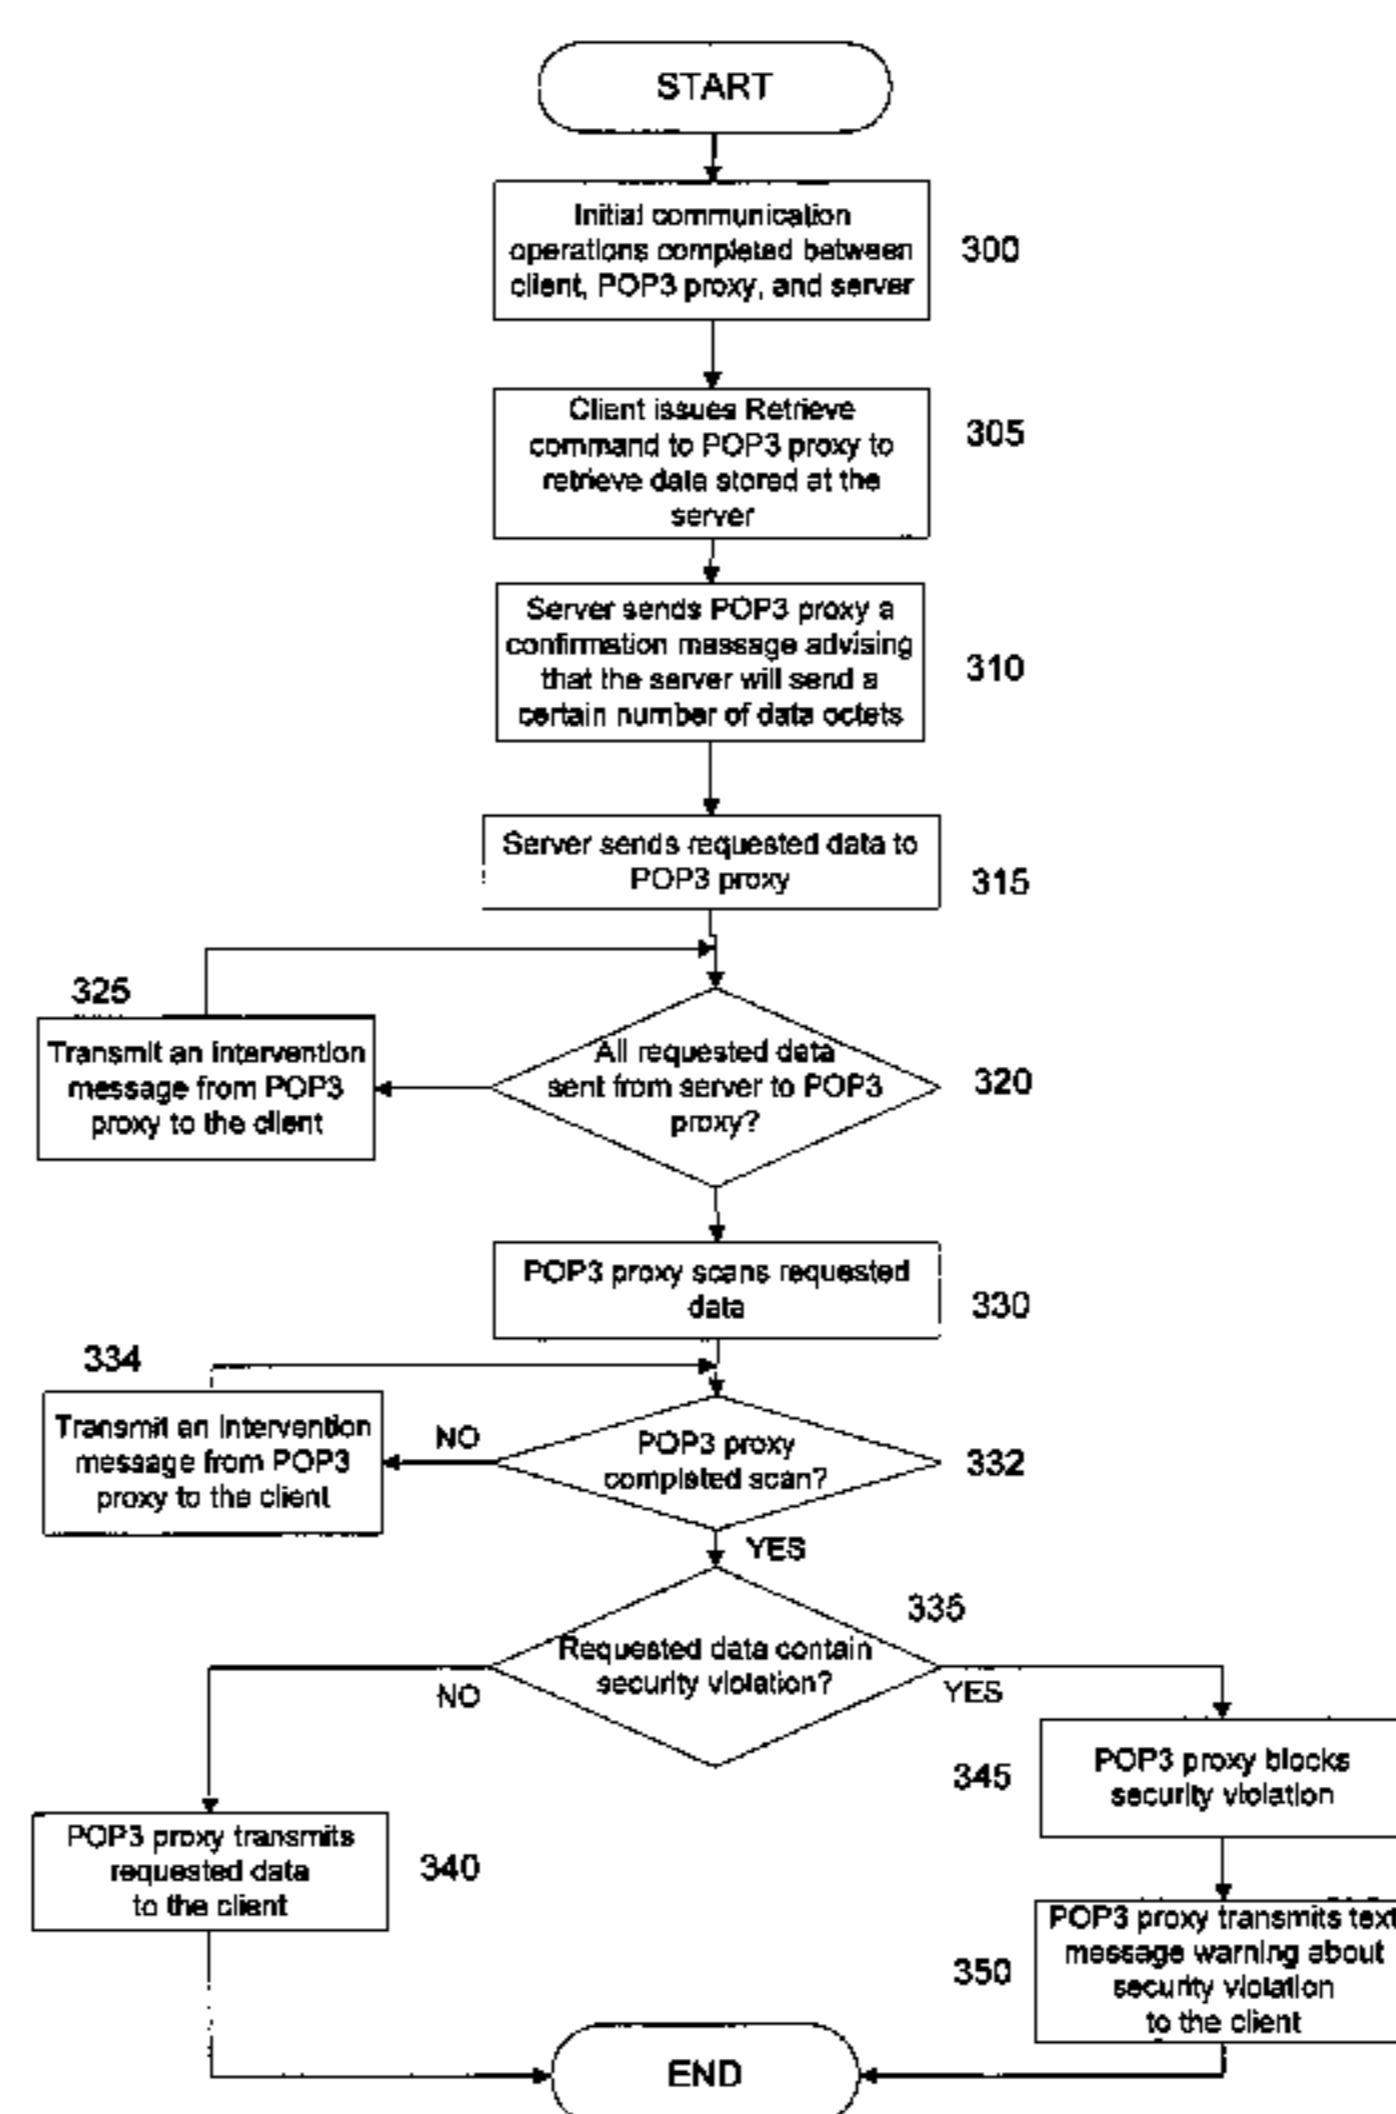 START
Initial communication
operations completed between
client, POP3 proxy, and server
300
Client issues Retrieve
command to POP3 proxy to
retrieve data stored at the
server
305
Server sends POP3 proxy a
confirmation message advising
that the server will send a
certain number of data octets
310
Server sends requested data to
POP3 proxy
315
325
Transmit an intervention
message from POP3
proxy to the client
All requested data
sent from server to POP3
proxy?
320
POP3 proxy scans requested
data
330
334
Transmit an intervention
message from POP3
proxy to the client
NO
POP3 proxy
completed scan?
332
YES
335
Requested data contain
security violation?
NO
YES
345
POP3 proxy blocks
security violation
POP3 proxy transmits
requested data
to the client
340
350
POP3 proxy transmits text
message warning about
security violation
to the client
END